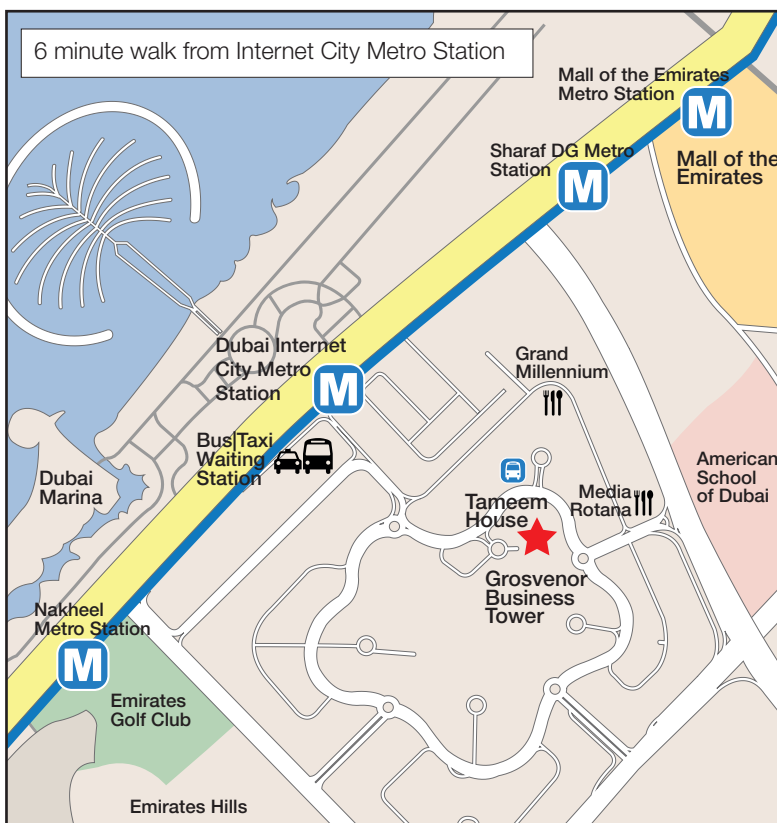 6 minute walk from Internet City Metro Station
Mall of the Emirates
Metro Station
M
Sharaf DG Metro
Station
M
Mall of the
Emirates
Dubai Internet
City Metro
Station
M
Grand
Millennium
Bus|Taxi
Waiting
Station
Dubai
Marina
American
School
of Dubai
Media
Rotana
Tameem
House
Grosvenor
Business
Tower
Nakheel
Metro Station
M
Emirates
Golf Club
Emirates Hills